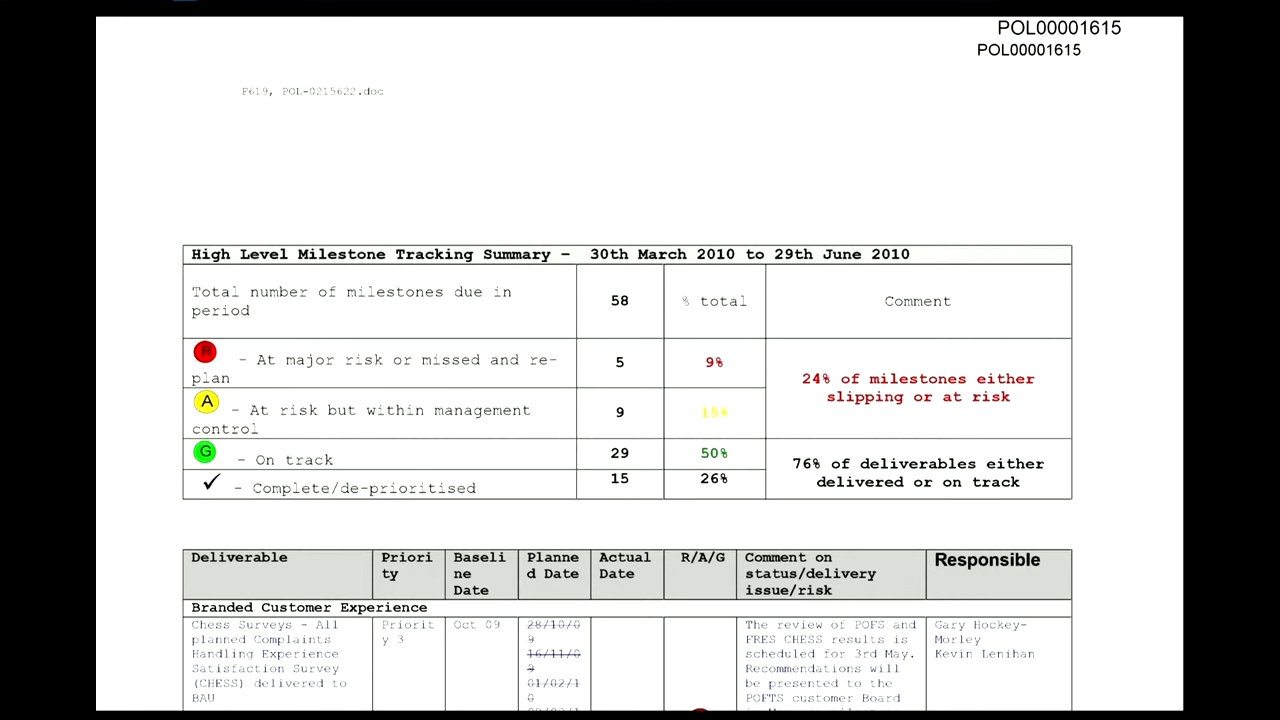 POL00001615
POL00001615
F619, POL-0215622.doc
High Level Milestone Tracking Summary – 30th March 2010 to 29th June 2010
Total number of milestones due in
period
58
% total
Comment
R – At major risk or missed and re-
plan
5
9%
24% of milestones either
slipping or at risk
A – At risk but within management
control
9
15%
G – On track
29
50%
76% of deliverables either
delivered or on track
✓ – Complete/de-prioritised
15
26%
Deliverable
Priori
ty
Baseli
ne
Date
Planne
d Date
Actual
Date
R/A/G
Comment on
status/delivery
issue/risk
Responsible
Branded Customer Experience
Chess Surveys – All
planned Complaints
Handling Experience
Satisfaction Survey
(CHESS) delivered to
BAU
Priorit
y 3
Oct 09
28/10/0
9
16/11/0
9
01/02/1
0
The review of POFS and
FRES CHESS results is
scheduled for 3rd May.
Recommendations will
be presented to the
POFTS customer Board
Gary Hockey-
Morley
Kevin Lenihan